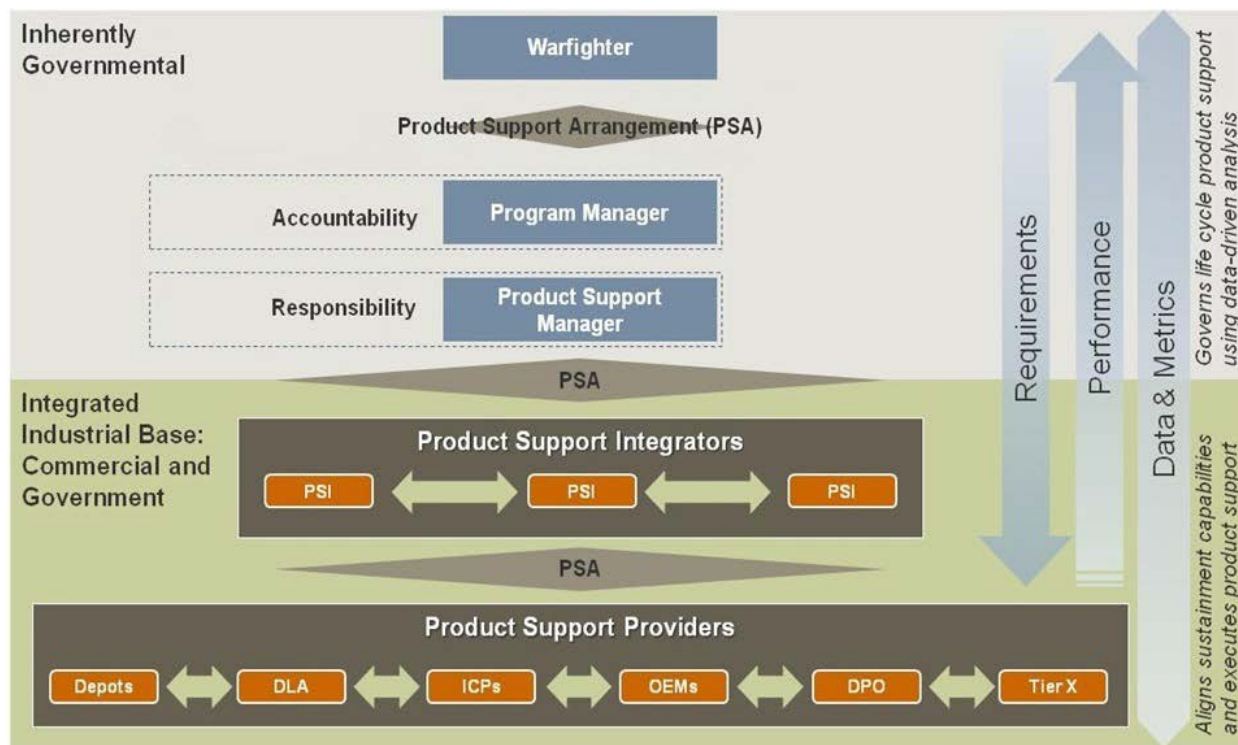 Inherently
Governmental
Warfighter
Product Support Arrangement (PSA)
Accountability
Program Manager
Responsibility
Product Support
Manager
PSA
Integrated
Industrial Base:
Commercial and
Government
Product Support Integrators
PSI
PSI
PSI
PSA
Product Support Providers
Depots
DLA
ICPs
OEMs
DPO
Tier X
Requirements
Performance
Data & Metrics
Governs life cycle product support
using data-driven analysis
Aligns sustainment capabilities
and executes product support